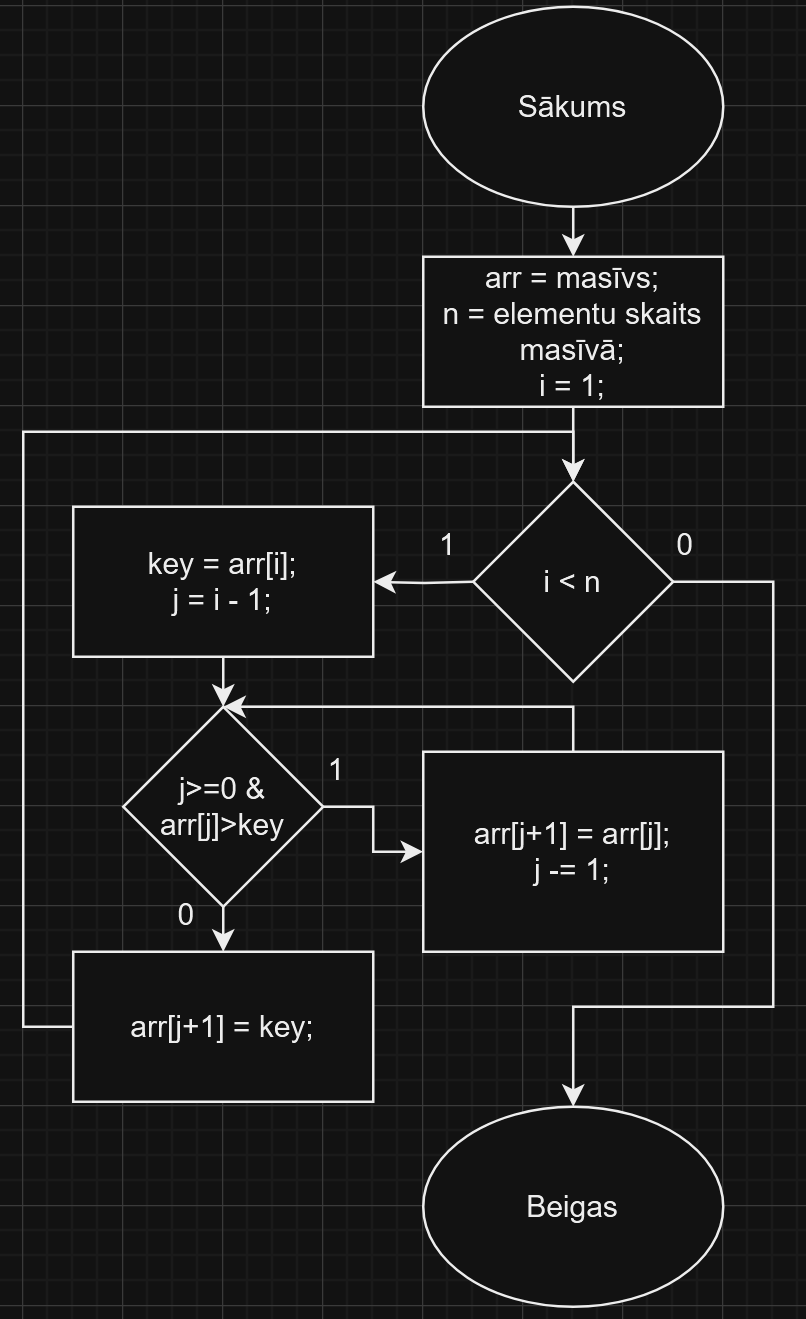 Sākums
arr = masīvs;
n = elementu skaits
masīvā;
i = 1;
1
0
i < n
key = arr[i];
j = i - 1;
j>=0 &
arr[j]>key
1
arr[j+1] = arr[j];
j -= 1;
0
arr[j+1] = key;
Beigas